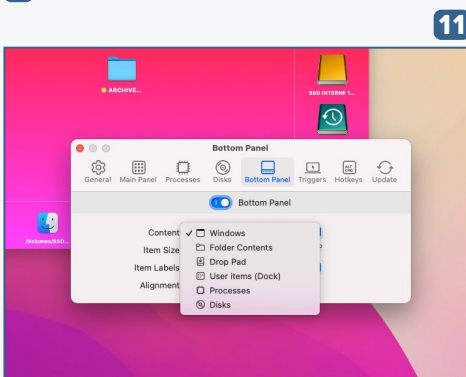 11
ARCHIVE...
SSD INTERNE 1...
Bottom Panel
General Main Panel Processes Disks Bottom Panel Triggers Hotkeys Update
Bottom Panel
/Volumes/SSD...
Content ✓ Windows
Item Size Folder Contents
Drop Pad
Item Labels User items (Dock)
Alignment Processes
Disks